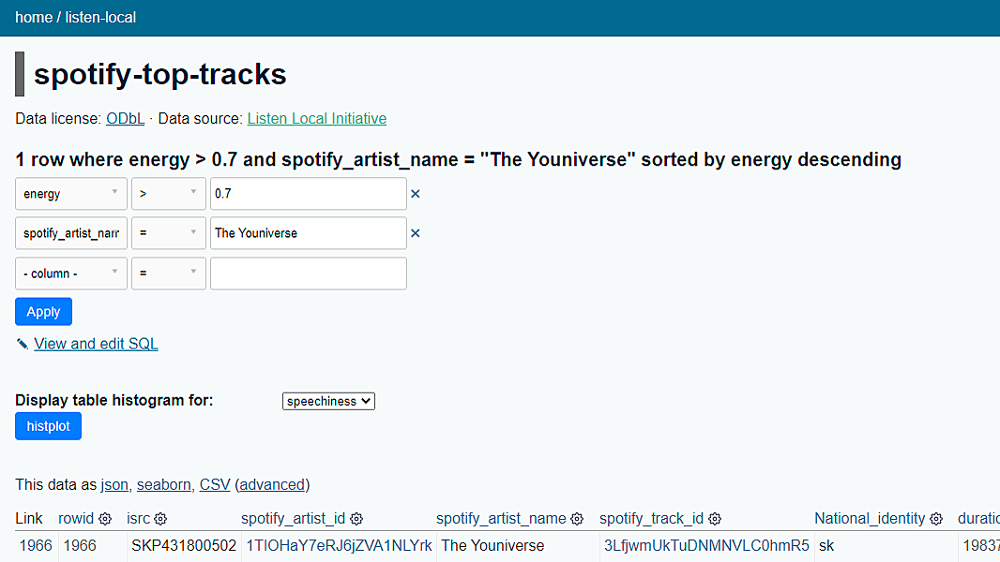 home / listen-local
spotify-top-tracks
Data license: ODbL · Data source: Listen Local Initiative
1 row where energy > 0.7 and spotify_artist_name = "The Youniverse" sorted by energy descending
energy > 0.7 ×
spotify_artist_nam = The Youniverse ×
- column - =
Apply
View and edit SQL
Display table histogram for: speechiness
histplot
This data as json, seaborn, CSV (advanced)
Link rowid isrc spotify_artist_id spotify_artist_name spotify_track_id National_identity duratio
1966 1966 SKP431800502 1TIOHaY7eRJ6jZVA1NLYrk The Youniverse 3LfjwmUkTuDNMNVLC0hmR5 sk 19837